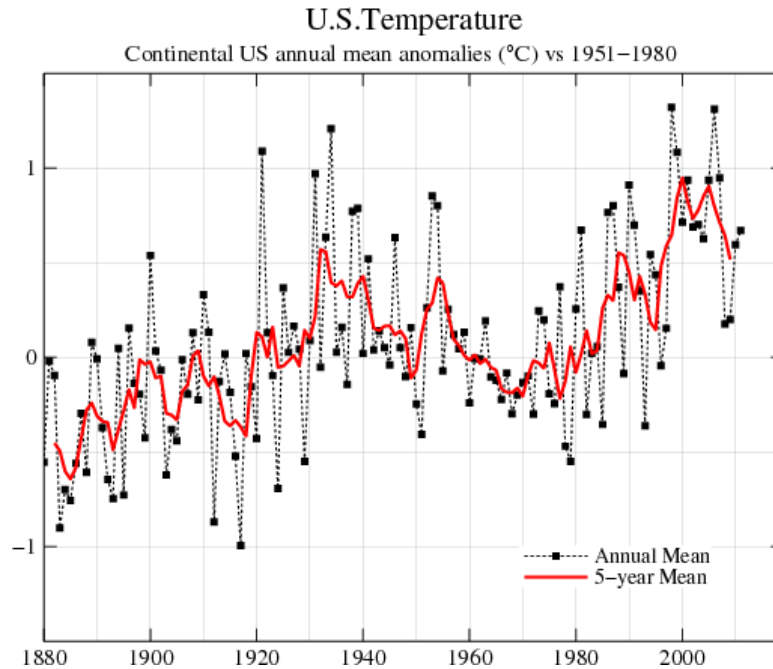 U.S.Temperature
Continental US annual mean anomalies (°C) vs 1951−1980
1
0
−1
Annual Mean
5−year Mean
1880 1900 1920 1940 1960 1980 2000